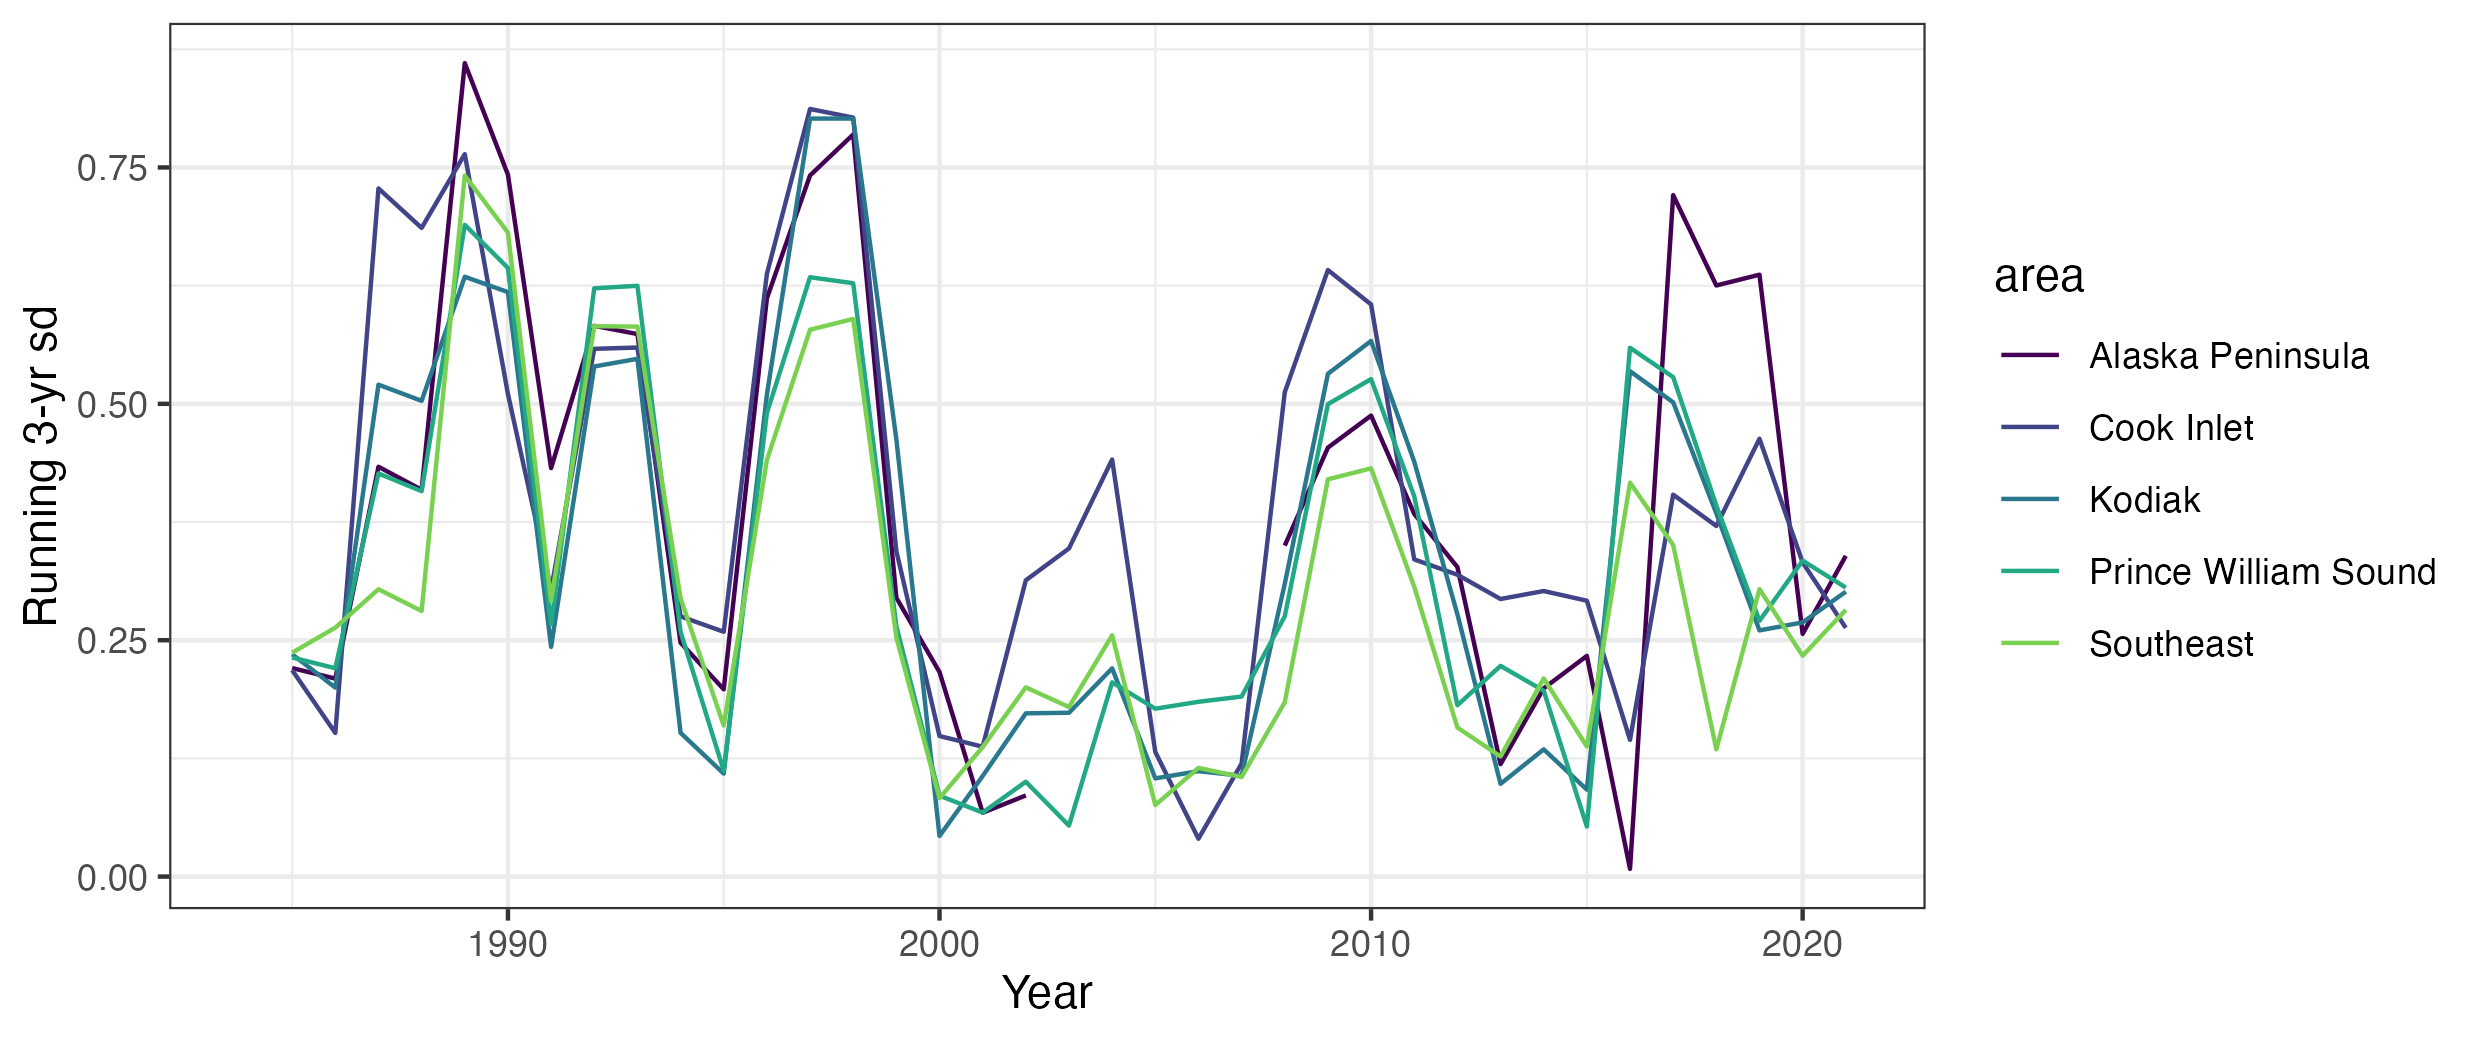 Running 3-yr sd
0.75
0.50
0.25
0.00
1990
2000
2010
2020
Year
area
Alaska Peninsula
Cook Inlet
Kodiak
Prince William Sound
Southeast